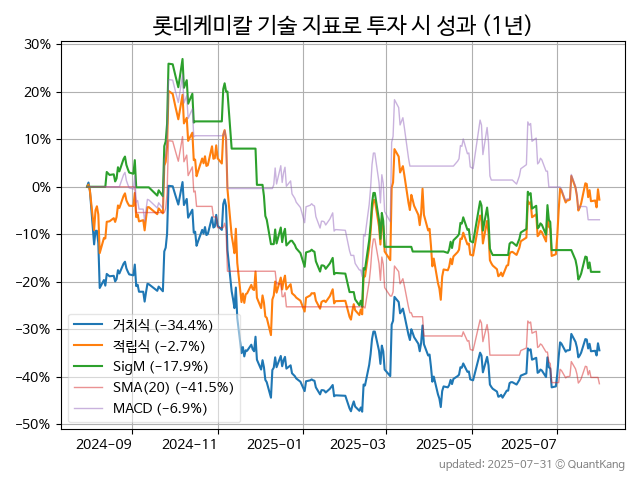 롯데케미칼 기술 지표로 투자 시 성과 (1년)
30%
20%
10%
0%
−10%
−20%
−30%
−40%
−50%
거치식 (−34.4%)
적립식 (−2.7%)
SigM (−17.9%)
SMA(20) (−41.5%)
MACD (−6.9%)
2024-09
2024-11
2025-01
2025-03
2025-05
2025-07
updated: 2025-07-31 © QuantKang